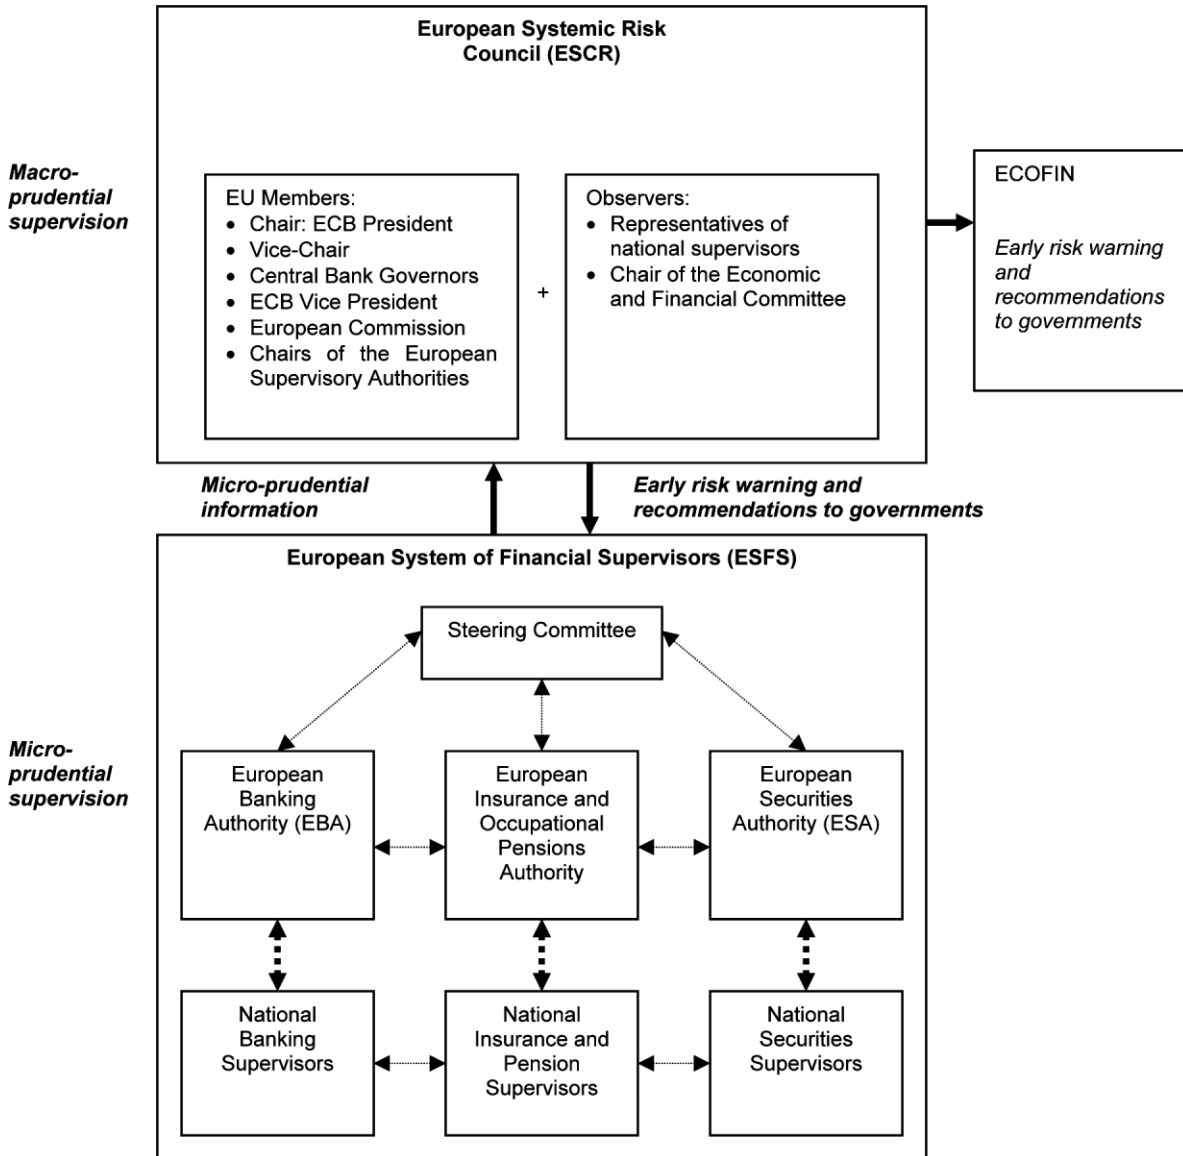 European Systemic Risk
Council (ESCR)
Macro-
prudential
supervision
EU Members:
• Chair: ECB President
• Vice-Chair
• Central Bank Governors
• ECB Vice President
• European Commission
• Chairs of the European
Supervisory Authorities
+
Observers:
• Representatives of
national supervisors
• Chair of the Economic
and Financial Committee
ECOFIN
Early risk warning
and
recommendations
to governments
Micro-prudential
information
Early risk warning and
recommendations to governments
European System of Financial Supervisors (ESFS)
Steering Committee
Micro-
prudential
supervision
European
Banking
Authority (EBA)
European
Insurance and
Occupational
Pensions
Authority
European
Securities
Authority (ESA)
National
Banking
Supervisors
National
Insurance and
Pension
Supervisors
National
Securities
Supervisors